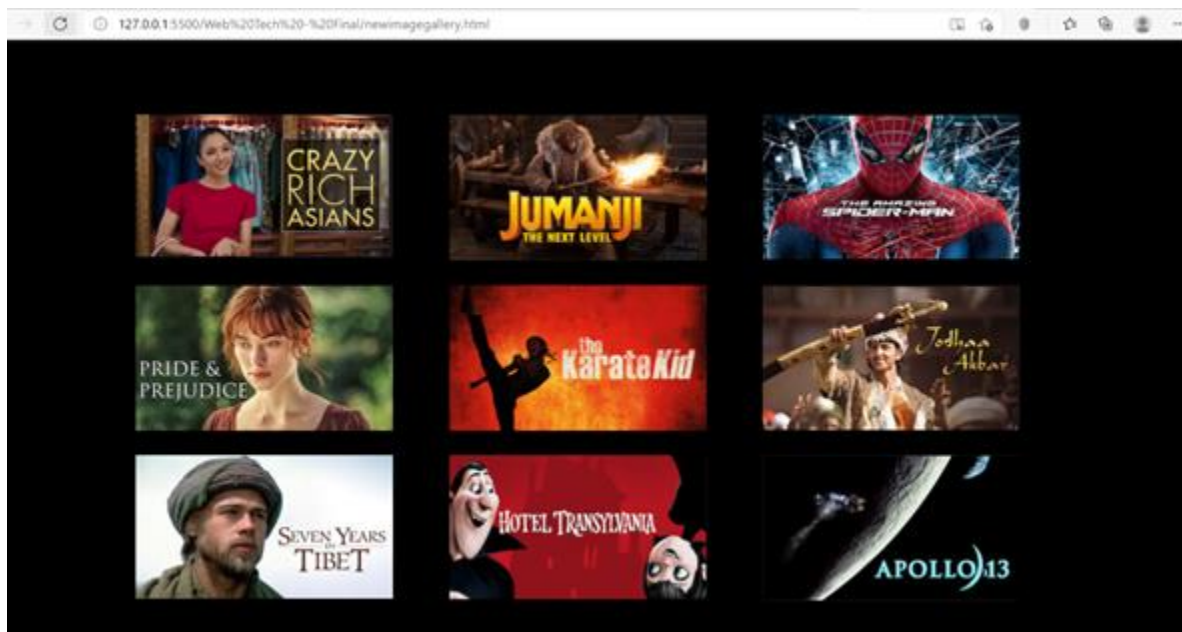 127.0.0.1:5500/Web%20Tech%20-%20Final/newimagegallery.html
CRAZY
RICH
ASIANS
JUMANJI
THE NEXT LEVEL
THE AMAZING
SPIDER-MAN
PRIDE &
PREJUDICE
the
Karate Kid
Jodhaa
Akbar
SEVEN YEARS
IN
TIBET
HOTEL TRANSYLVANIA
APOLLO 13